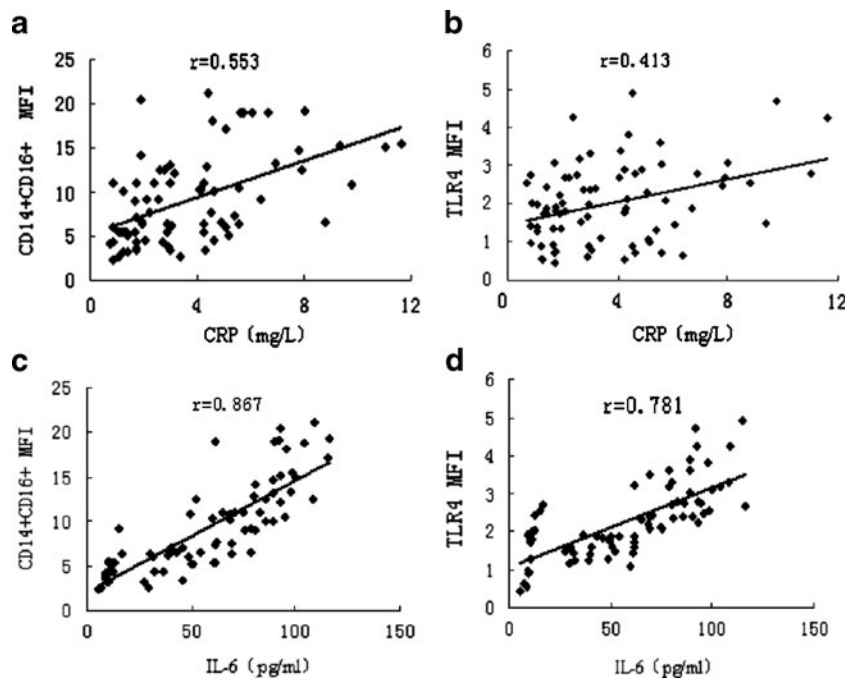 a
r=0.553
CD14+CD16+ MFI
25
20
15
10
5
0
0 4 8 12
CRP (mg/L)
b
r=0.413
TLR4 MFI
6
5
4
3
2
1
0
0 4 8 12
CRP (mg/L)
c
r=0.867
CD14+CD16+ MFI
25
20
15
10
5
0
0 50 100 150
IL-6 (pg/ml)
d
r=0.781
TLR4 MFI
6
5
4
3
2
1
0
0 50 100 150
IL-6 (pg/ml)